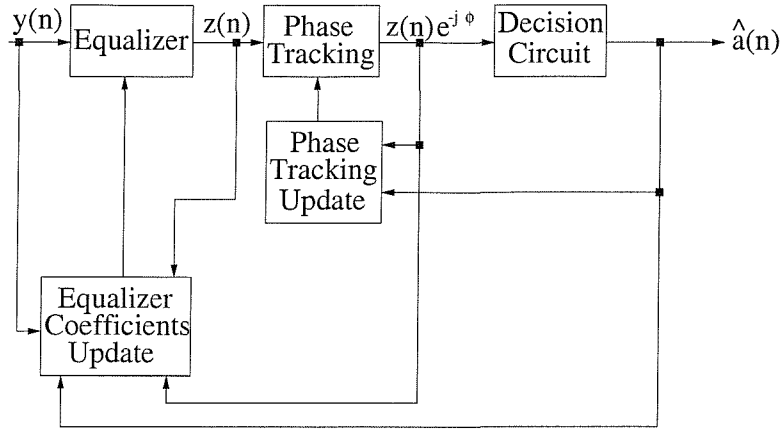 y(n)
Equalizer
z(n)
Phase
Tracking
z(n) e^{-j ϕ}
Decision
Circuit
â(n)
Phase
Tracking
Update
Equalizer
Coefficients
Update